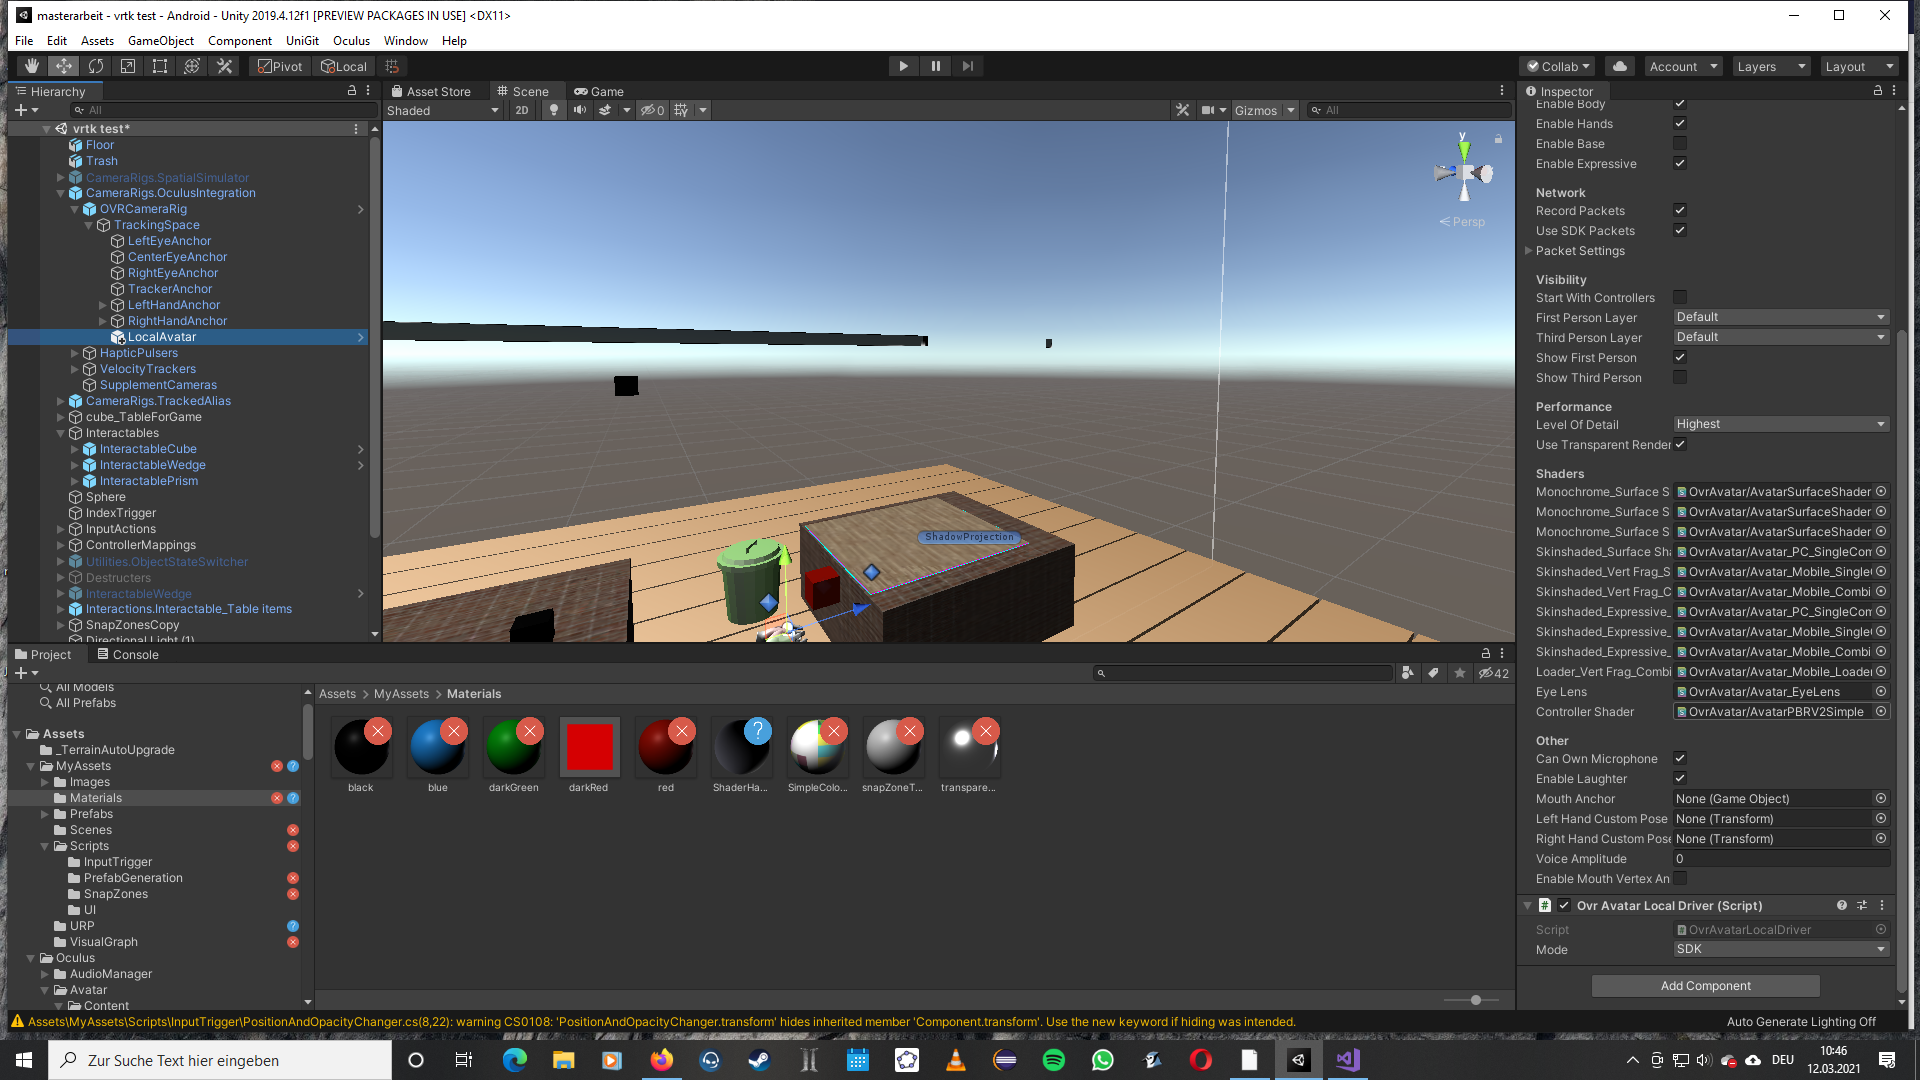 masterarbeit - vrtk test - Android - Unity 2019.4.12f1 [PREVIEW PACKAGES IN USE] <DX11>
File Edit Assets GameObject Component UniGit Oculus Window Help
Pivot Local Collab Account Layers Layout
Hierarchy
All
vrtk test*
Floor
Trash
CameraRigs.SpatialSimulator
CameraRigs.OculusIntegration
OVRCameraRig
TrackingSpace
LeftEyeAnchor
CenterEyeAnchor
RightEyeAnchor
TrackerAnchor
LeftHandAnchor
RightHandAnchor
LocalAvatar
HapticPulsers
VelocityTrackers
SupplementCameras
CameraRigs.TrackedAlias
cube_TableForGame
Interactables
InteractableCube
InteractableWedge
InteractablePrism
Sphere
IndexTrigger
InputActions
ControllerMappings
Utilities.ObjectStateSwitcher
Destructers
InteractableWedge
Interactions.Interactable_Table items
SnapZonesCopy
Directional Light (1)
Asset Store Scene Game
Shaded 2D 0 Gizmos All
y
Persp
ShadowProjection
Inspector
Enable Body
Enable Hands
Enable Base
Enable Expressive
Network
Record Packets
Use SDK Packets
Packet Settings
Visibility
Start With Controllers
First Person Layer Default
Third Person Layer Default
Show First Person
Show Third Person
Performance
Level Of Detail Highest
Use Transparent Render
Shaders
Monochrome_Surface S OvrAvatar/AvatarSurfaceShader
Monochrome_Surface S OvrAvatar/AvatarSurfaceShader
Monochrome_Surface S OvrAvatar/AvatarSurfaceShader
Skinshaded_Surface Sha OvrAvatar/Avatar_PC_SingleCom
Skinshaded_Vert Frag_S OvrAvatar/Avatar_Mobile_Single
Skinshaded_Vert Frag_C OvrAvatar/Avatar_Mobile_Combi
Skinshaded_Expressive_ OvrAvatar/Avatar_PC_SingleCom
Skinshaded_Expressive_ OvrAvatar/Avatar_Mobile_Single
Skinshaded_Expressive_ OvrAvatar/Avatar_Mobile_Combi
Loader_Vert Frag_Combi OvrAvatar/Avatar_Mobile_Loader
Eye Lens OvrAvatar/Avatar_EyeLens
Controller Shader OvrAvatar/AvatarPBRV2Simple
Other
Can Own Microphone
Enable Laughter
Mouth Anchor None (Game Object)
Left Hand Custom Pose None (Transform)
Right Hand Custom Pose None (Transform)
Voice Amplitude 0
Enable Mouth Vertex An
Ovr Avatar Local Driver (Script)
Script OvrAvatarLocalDriver
Mode SDK
Add Component
Project Console
42
All Models
All Prefabs
Assets
_TerrainAutoUpgrade
MyAssets
Images
Materials
Prefabs
Scenes
Scripts
InputTrigger
PrefabGeneration
SnapZones
UI
URP
VisualGraph
Oculus
AudioManager
Avatar
Content
Assets > MyAssets > Materials
black blue darkGreen darkRed red ShaderHa... SimpleColo... snapZoneT... transpare...
Assets\MyAssets\Scripts\InputTrigger\PositionAndOpacityChanger.cs(8,22): warning CS0108: 'PositionAndOpacityChanger.transform' hides inherited member 'Component.transform'. Use the new keyword if hiding was intended.
Auto Generate Lighting Off
Zur Suche Text hier eingeben
DEU
10:46
12.03.2021